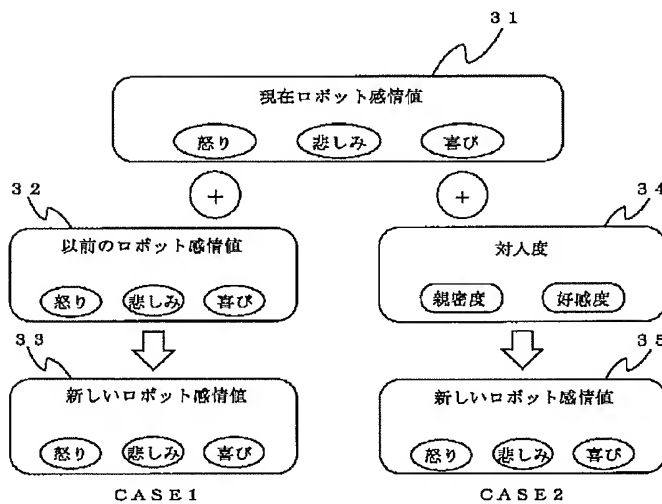 31
現在ロボット感情値
怒り 悲しみ 喜び
+ +
32 34
以前のロボット感情値 対人度
怒り 悲しみ 喜び 親密度 好感度
33 35
新しいロボット感情値 新しいロボット感情値
怒り 悲しみ 喜び 怒り 悲しみ 喜び
CASE1 CASE2